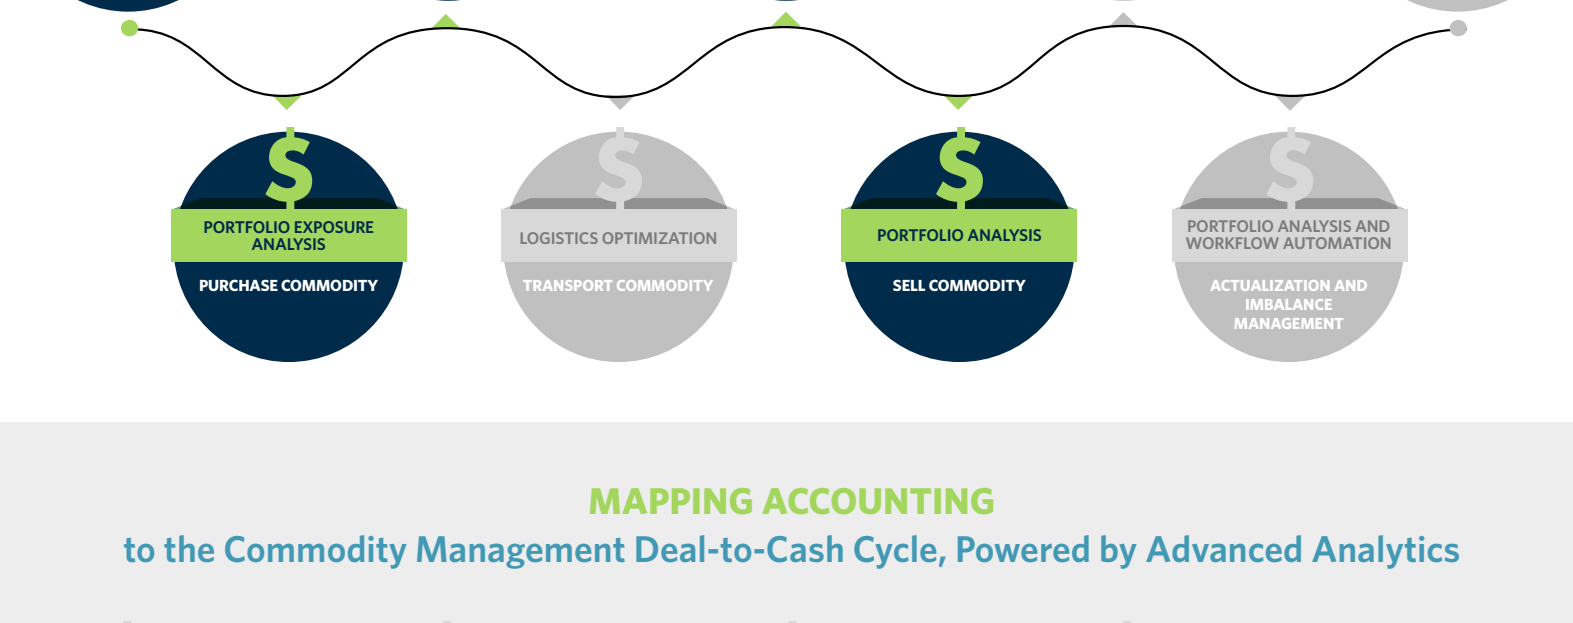 $
PORTFOLIO EXPOSURE
ANALYSIS
PURCHASE COMMODITY
$
LOGISTICS OPTIMIZATION
TRANSPORT COMMODITY
$
PORTFOLIO ANALYSIS
SELL COMMODITY
$
PORTFOLIO ANALYSIS AND
WORKFLOW AUTOMATION
ACTUALIZATION AND
IMBALANCE
MANAGEMENT
MAPPING ACCOUNTING
to the Commodity Management Deal-to-Cash Cycle, Powered by Advanced Analytics